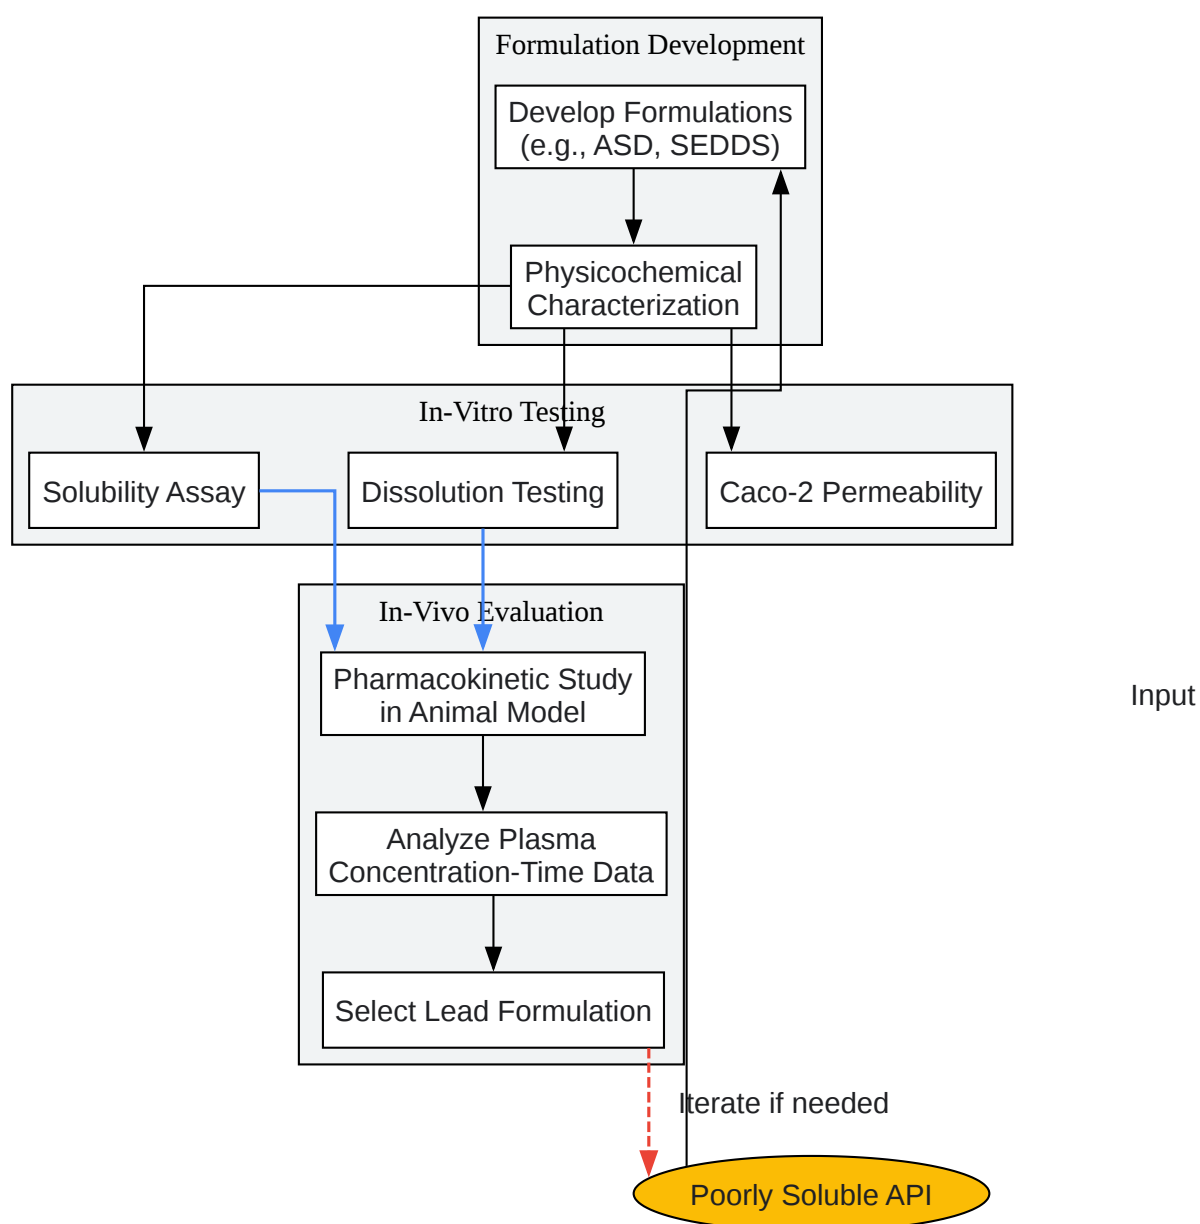 Formulation Development
Develop Formulations
(e.g., ASD, SEDDS)
Physicochemical
Characterization
In-Vitro Testing
Solubility Assay
Dissolution Testing
Caco-2 Permeability
In-Vivo Evaluation
Pharmacokinetic Study
in Animal Model
Input
Analyze Plasma
Concentration-Time Data
Select Lead Formulation
Iterate if needed
Poorly Soluble API